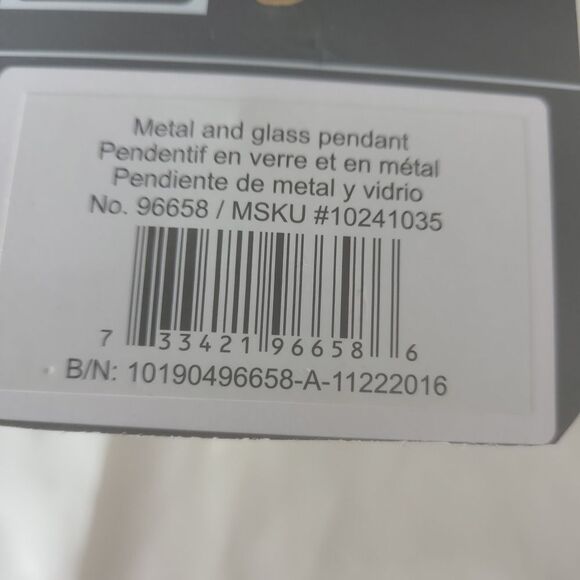 Metal and glass pendant
Pendentif en verre et en métal
Pendiente de metal y vidrio
No. 96658 / MSKU #10241035
7 33421 96658 6
B/N: 10190496658-A-11222016